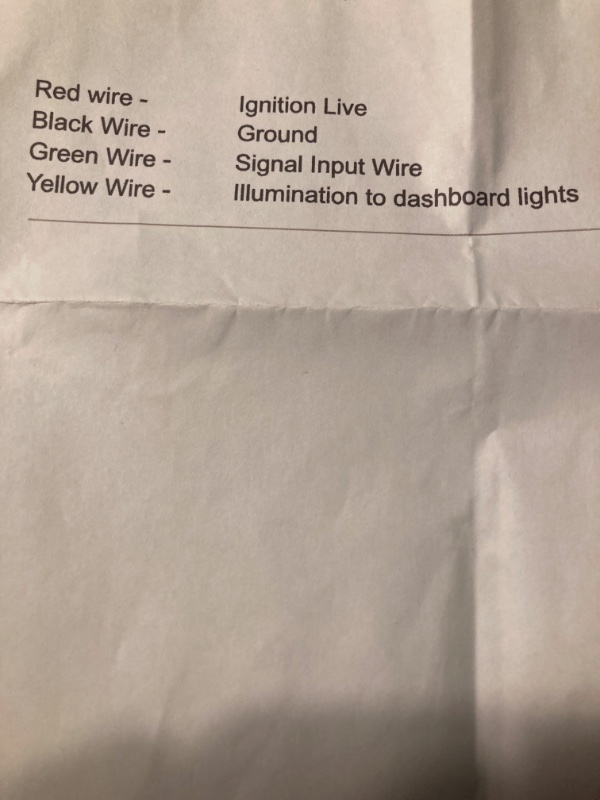 Red wire - Ignition Live
Black Wire - Ground
Green Wire - Signal Input Wire
Yellow Wire - Illumination to dashboard lights